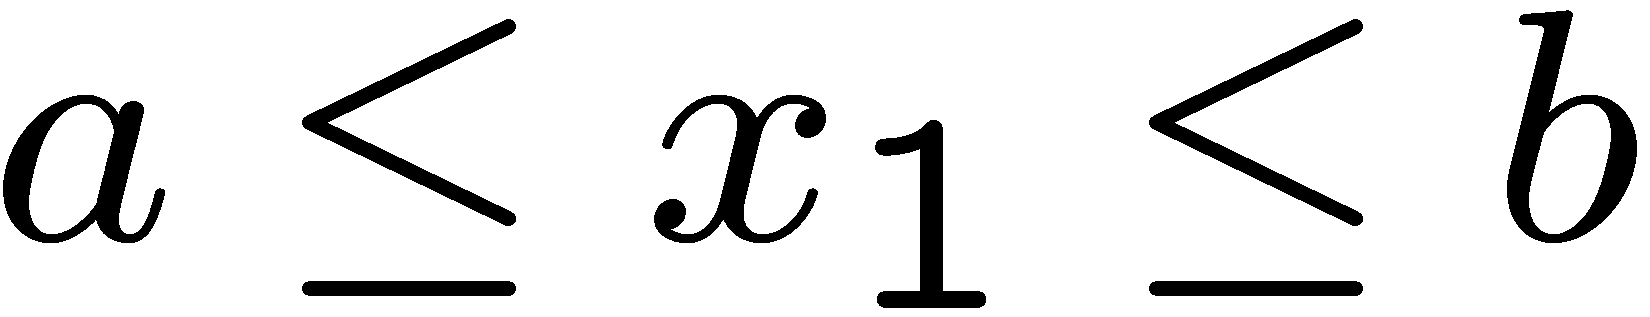 a ≤ x₁ ≤ b